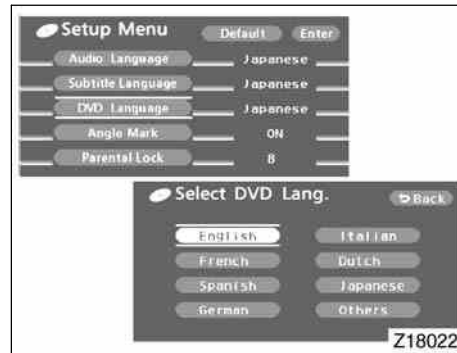 Setup Menu Default Enter
Audio Language Japanese
Subtitle Language Japanese
DVD Language Japanese
Angle Mark ON
Parental Lock 8
Select DVD Lang. Back
English Italian
French Dutch
Spanish Japanese
German Others
Z18022